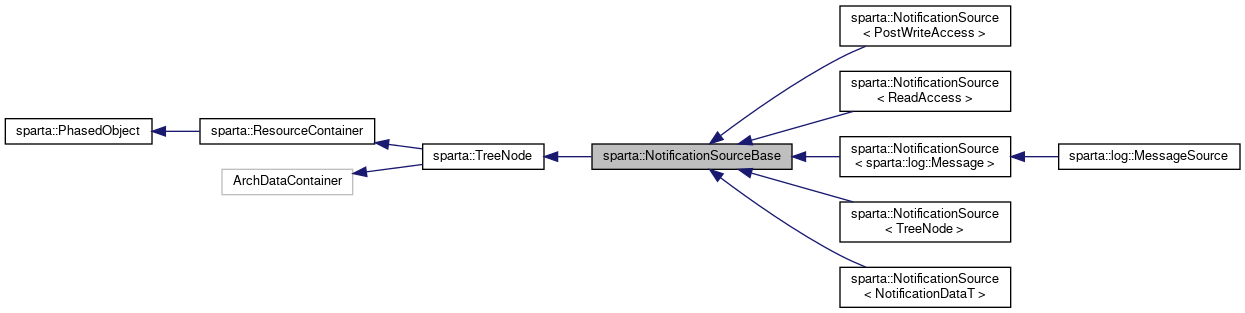 sparta::PhasedObject
sparta::ResourceContainer
ArchDataContainer
sparta::TreeNode
sparta::NotificationSourceBase
sparta::NotificationSource
< PostWriteAccess >
sparta::NotificationSource
< ReadAccess >
sparta::NotificationSource
< sparta::log::Message >
sparta::NotificationSource
< TreeNode >
sparta::NotificationSource
< NotificationDataT >
sparta::log::MessageSource